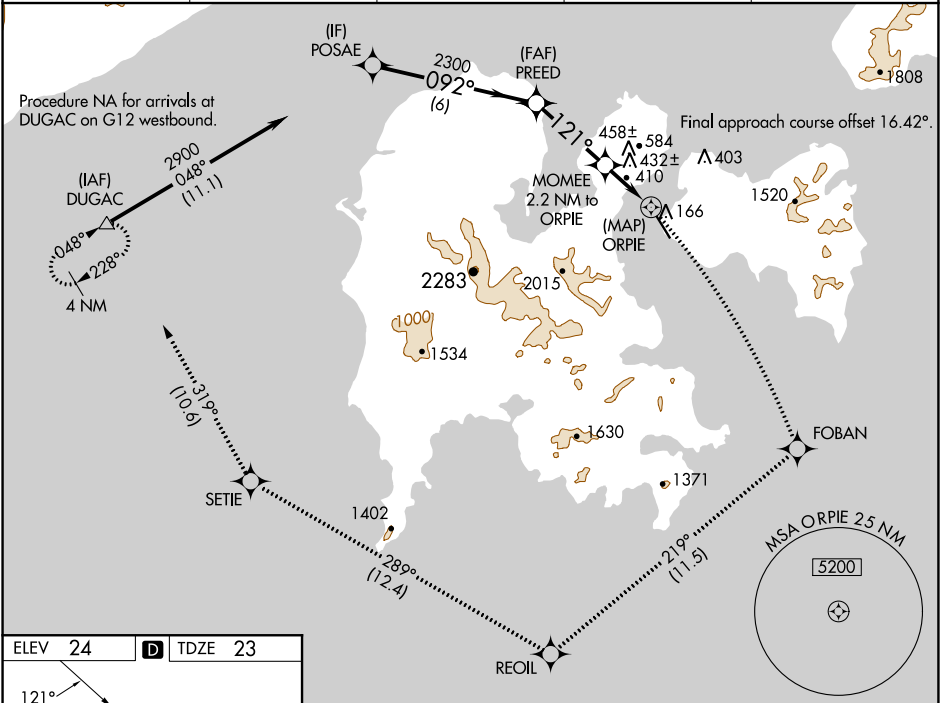 (IF)
POSAE
2300
092°
(6)
(FAF)
PREED
121°
1808
Procedure NA for arrivals at
DUGAC on G12 westbound.
Final approach course offset 16.42°.
458±
584
432±
410
403
2900
048°
(11.1)
(IAF)
DUGAC
048°
228°
4 NM
MOMEE
2.2 NM to
ORPIE
(MAP)
ORPIE
166
1520
2283
2015
1000
1534
319°
(10.6)
1630
FOBAN
SETIE
1371
1402
289°
(12.4)
219°
(11.5)
REOIL
MSA ORPIE 25 NM
5200
ELEV 24 D TDZE 23
121°